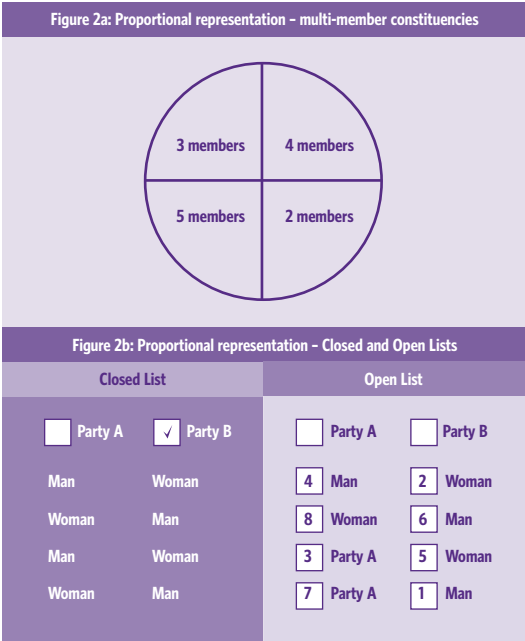 Figure 2a: Proportional representation – multi-member constituencies
3 members 4 members
5 members 2 members
Figure 2b: Proportional representation – Closed and Open Lists
Closed List Open List
Party A ✓ Party B Party A Party B
Man Woman 4 Man 2 Woman
Woman Man 8 Woman 6 Man
Man Woman 3 Party A 5 Woman
Woman Man 7 Party A 1 Man